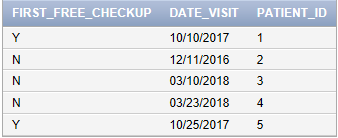 FIRST_FREE_CHECKUP DATE_VISIT PATIENT_ID
Y 10/10/2017 1
N 12/11/2016 2
N 03/10/2018 3
N 03/23/2018 4
Y 10/25/2017 5